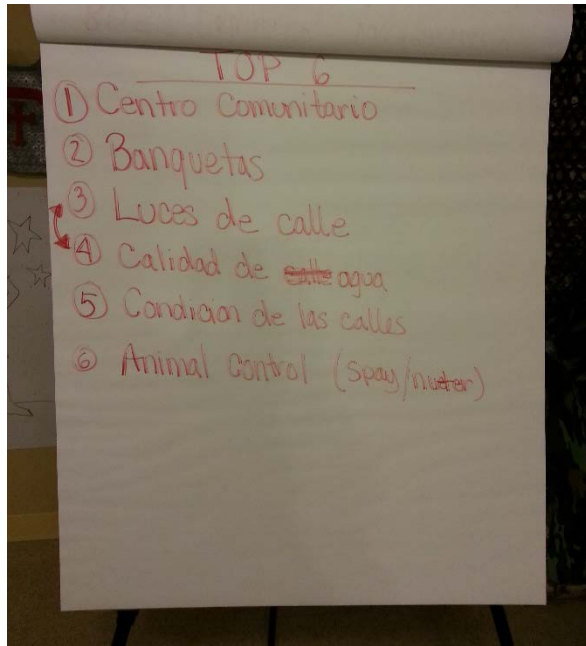 TOP 6
① Centro Comunitario
② Banquetas
③ Luces de calle
④ Calidad de calle agua
⑤ Condicion de las calles
⑥ Animal Control (Spay/nueter)